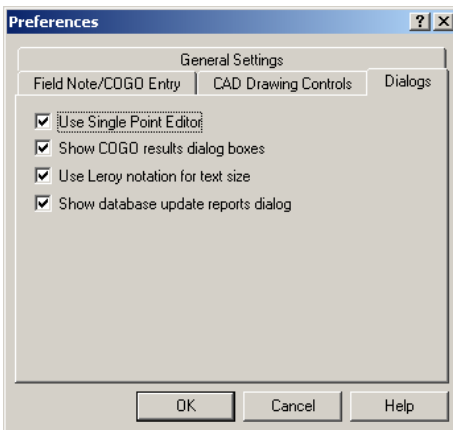 Preferences
General Settings
Field Note/COGO Entry CAD Drawing Controls Dialogs
Use Single Point Editor
Show COGO results dialog boxes
Use Leroy notation for text size
Show database update reports dialog
OK Cancel Help